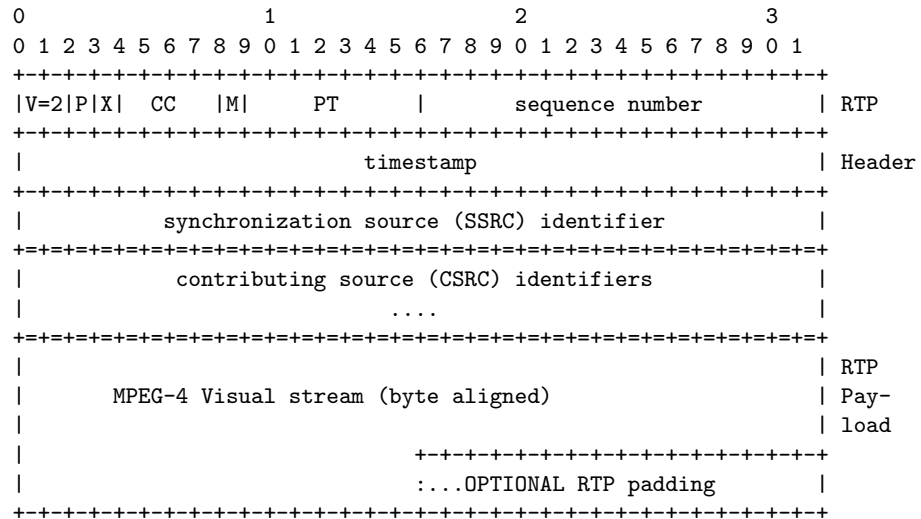 0                   1                   2                   3
0 1 2 3 4 5 6 7 8 9 0 1 2 3 4 5 6 7 8 9 0 1 2 3 4 5 6 7 8 9 0 1
+-+-+-+-+-+-+-+-+-+-+-+-+-+-+-+-+-+-+-+-+-+-+-+-+-+-+-+-+-+-+-+-+
|V=2|P|X|  CC   |M|     PT      |       sequence number         | RTP
+-+-+-+-+-+-+-+-+-+-+-+-+-+-+-+-+-+-+-+-+-+-+-+-+-+-+-+-+-+-+-+-+
|                           timestamp                           | Header
+-+-+-+-+-+-+-+-+-+-+-+-+-+-+-+-+-+-+-+-+-+-+-+-+-+-+-+-+-+-+-+-+
|           synchronization source (SSRC) identifier            |
+=+=+=+=+=+=+=+=+=+=+=+=+=+=+=+=+=+=+=+=+=+=+=+=+=+=+=+=+=+=+=+=+
|            contributing source (CSRC) identifiers             |
|                             ....                              |
+=+=+=+=+=+=+=+=+=+=+=+=+=+=+=+=+=+=+=+=+=+=+=+=+=+=+=+=+=+=+=+=+
|                                                               | RTP
|       MPEG-4 Visual stream (byte aligned)                     | Pay-
|                                                               | load
|                               +-+-+-+-+-+-+-+-+-+-+-+-+-+-+-+-+
|                               :...OPTIONAL RTP padding        |
+-+-+-+-+-+-+-+-+-+-+-+-+-+-+-+-+-+-+-+-+-+-+-+-+-+-+-+-+-+-+-+-+